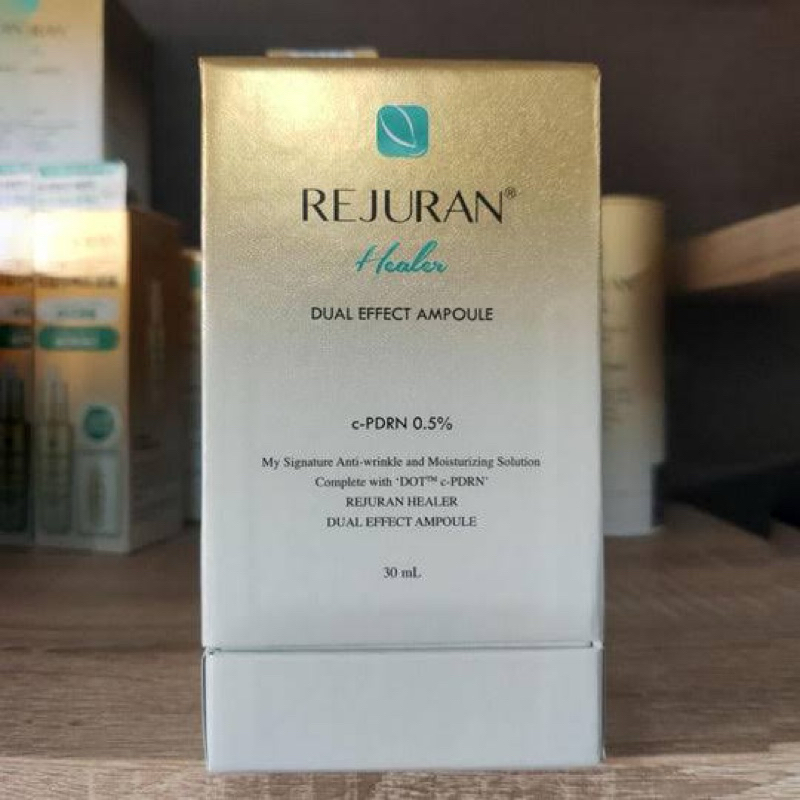 REJURAN®
Healer
DUAL EFFECT AMPOULE
c-PDRN 0.5%
My Signature Anti-wrinkle and Moisturizing Solution
Complete with ‘DOT™ c-PDRN’
REJURAN HEALER
DUAL EFFECT AMPOULE
30 mL